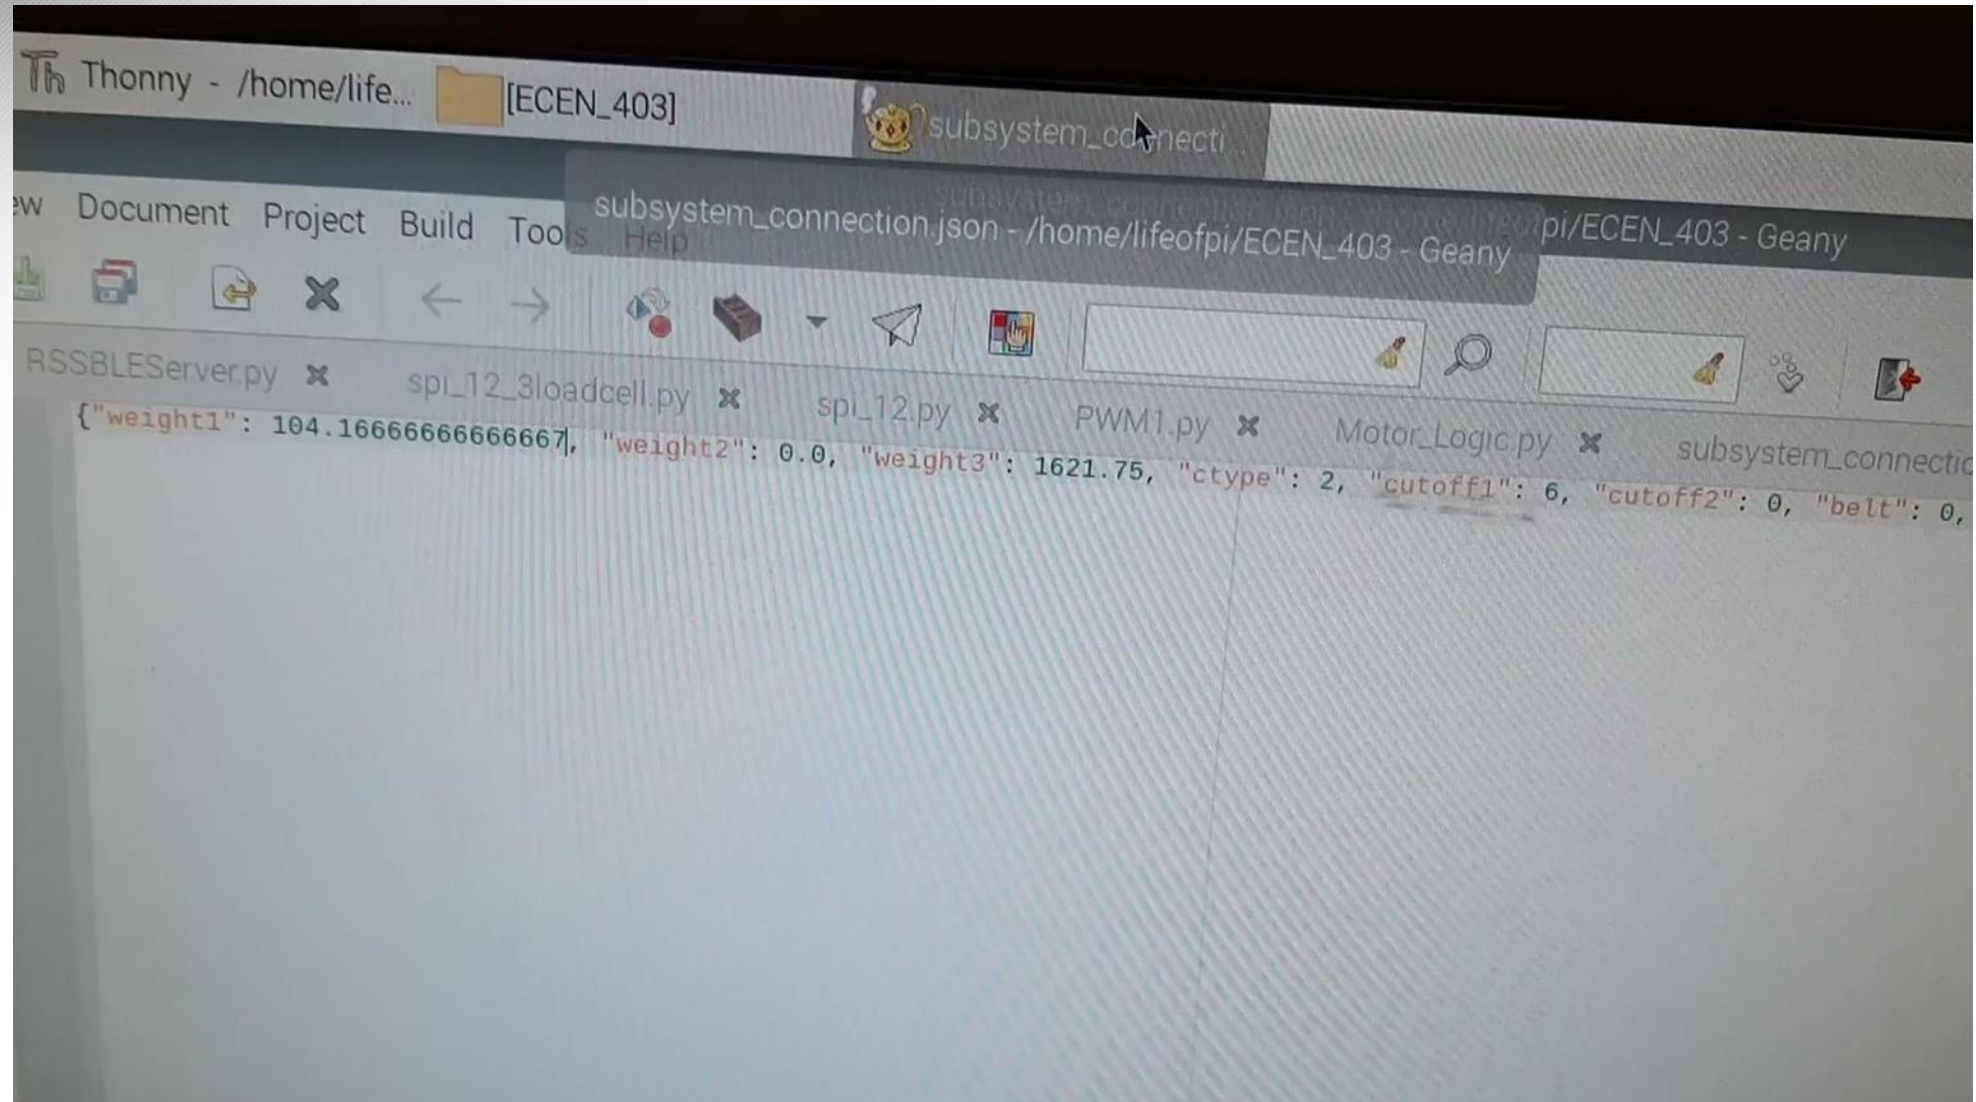 Thonny - /home/life... [ECEN_403] subsystem_connecti...
subsystem_connection.json - /home/lifeofpi/ECEN_403 - Geany
pi/ECEN_403 - Geany
ew Document Project Build Tools Help
RSSBLEServer.py spi_12_3loadcell.py spi_12.py PWM1.py Motor_Logic.py subsystem_connectio
{"weight1": 104.16666666666667, "weight2": 0.0, "weight3": 1621.75, "ctype": 2, "cutoff1": 6, "cutoff2": 0, "belt": 0,